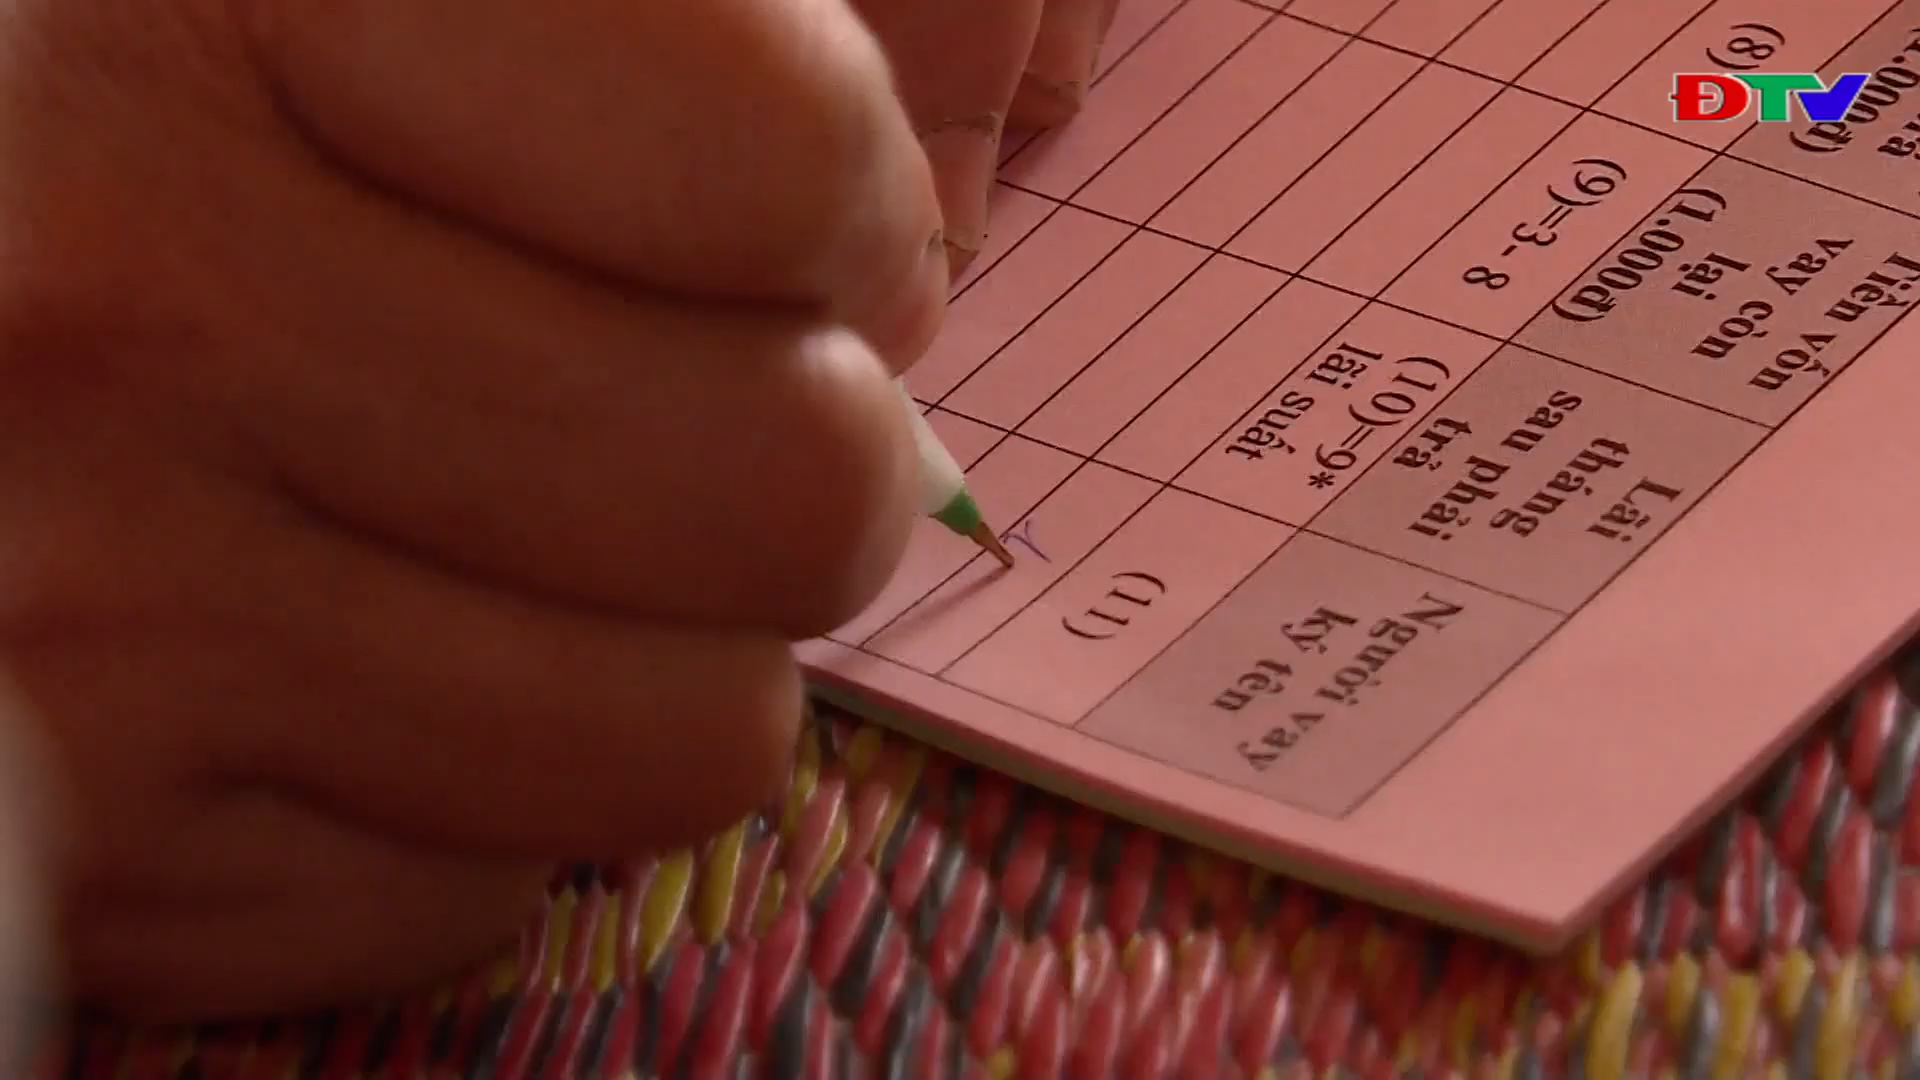 ĐTV
(1.000đ)
(8)
Tiền vốn
vay còn
lại
(1.000đ)
(9)=3- 8
Lãi
tháng
sau phải
trả
(10)=9*
lãi suất
Người vay
ký tên
(11)